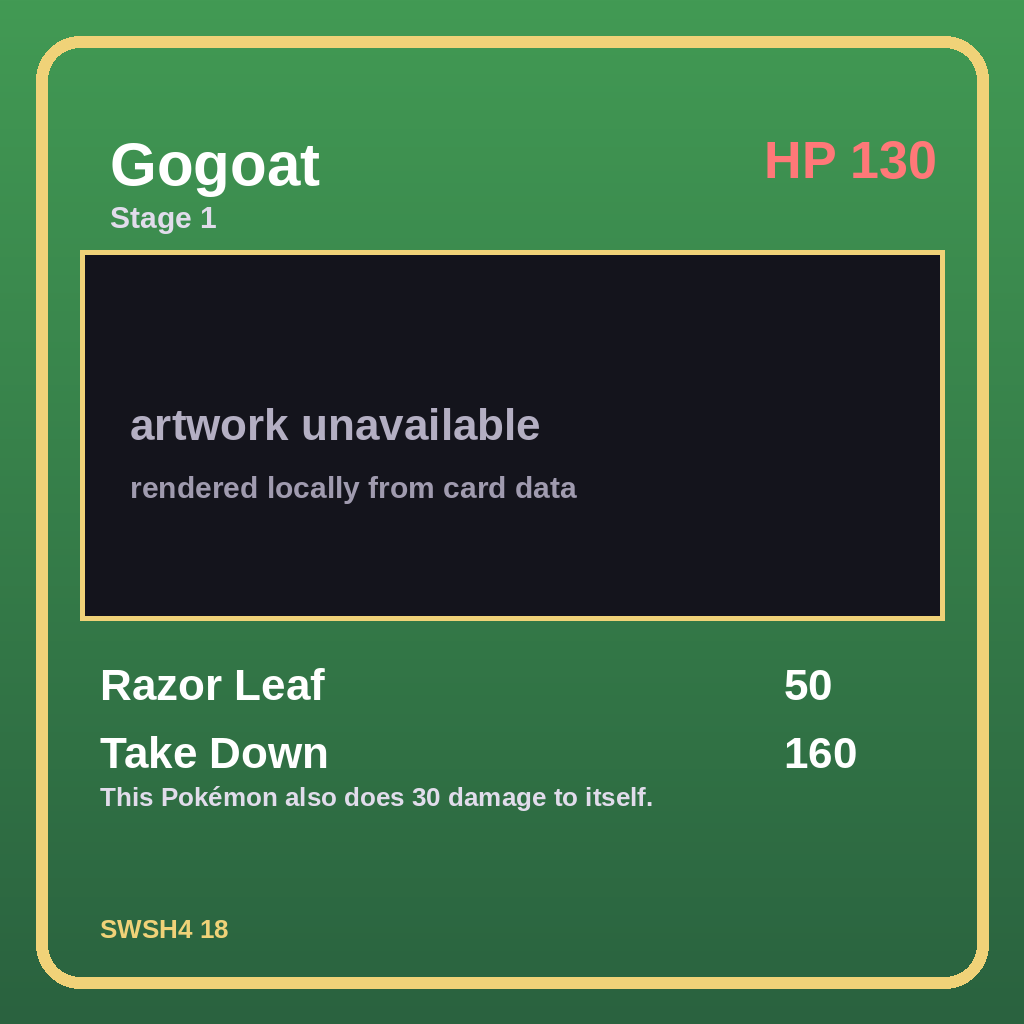 Gogoat
HP 130
Stage 1
artwork unavailable
rendered locally from card data
Razor Leaf 50
Take Down 160
This Pokémon also does 30 damage to itself.
SWSH4 18